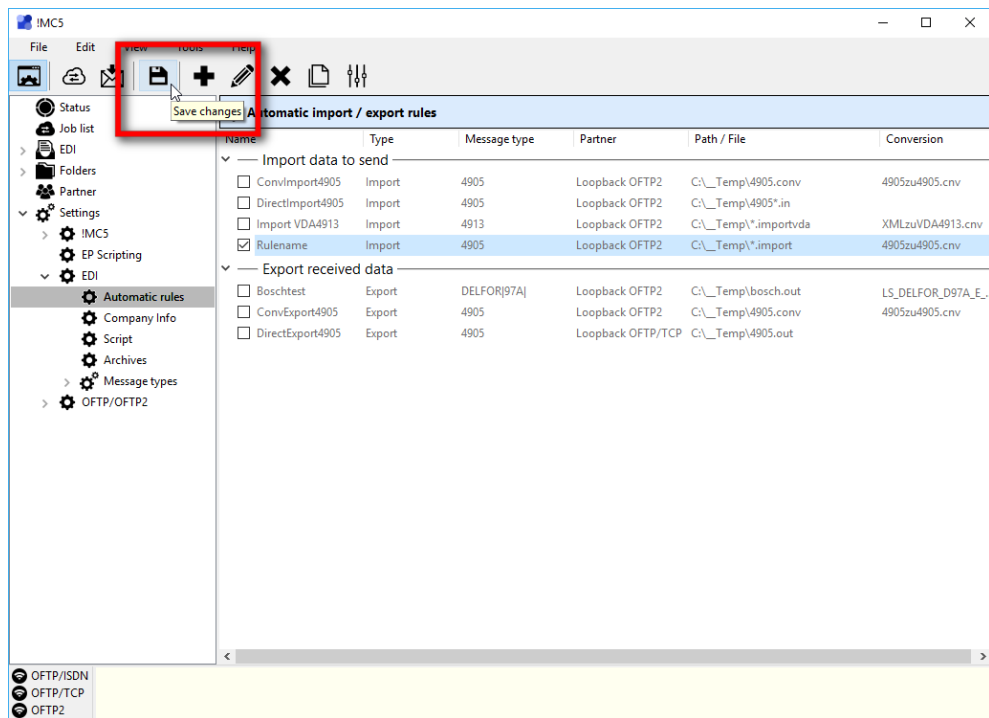 !MC5
File Edit View Tools Help
Save changes
Status
Job list
EDI
Folders
Partner
Settings
!MC5
EP Scripting
EDI
Automatic rules
Company Info
Script
Archives
Message types
OFTP/OFTP2
Automatic import / export rules
Name Type Message type Partner Path / File Conversion
Import data to send
ConvImport4905 Import 4905 Loopback OFTP2 C:\__Temp\4905.conv 4905zu4905.cnv
DirectImport4905 Import 4905 Loopback OFTP2 C:\__Temp\4905*.in
Import VDA4913 Import 4913 Loopback OFTP2 C:\__Temp\*.importvda XMLzuVDA4913.cnv
Rulename Import 4905 Loopback OFTP2 C:\__Temp\*.import 4905zu4905.cnv
Export received data
Boschtest Export DELFOR|97A| Loopback OFTP2 C:\__Temp\bosch.out LS_DELFOR_D97A_E_..
ConvExport4905 Export 4905 Loopback OFTP2 C:\__Temp\4905.conv 4905zu4905.cnv
DirectExport4905 Export 4905 Loopback OFTP/TCP C:\__Temp\4905.out
OFTP/ISDN
OFTP/TCP
OFTP2